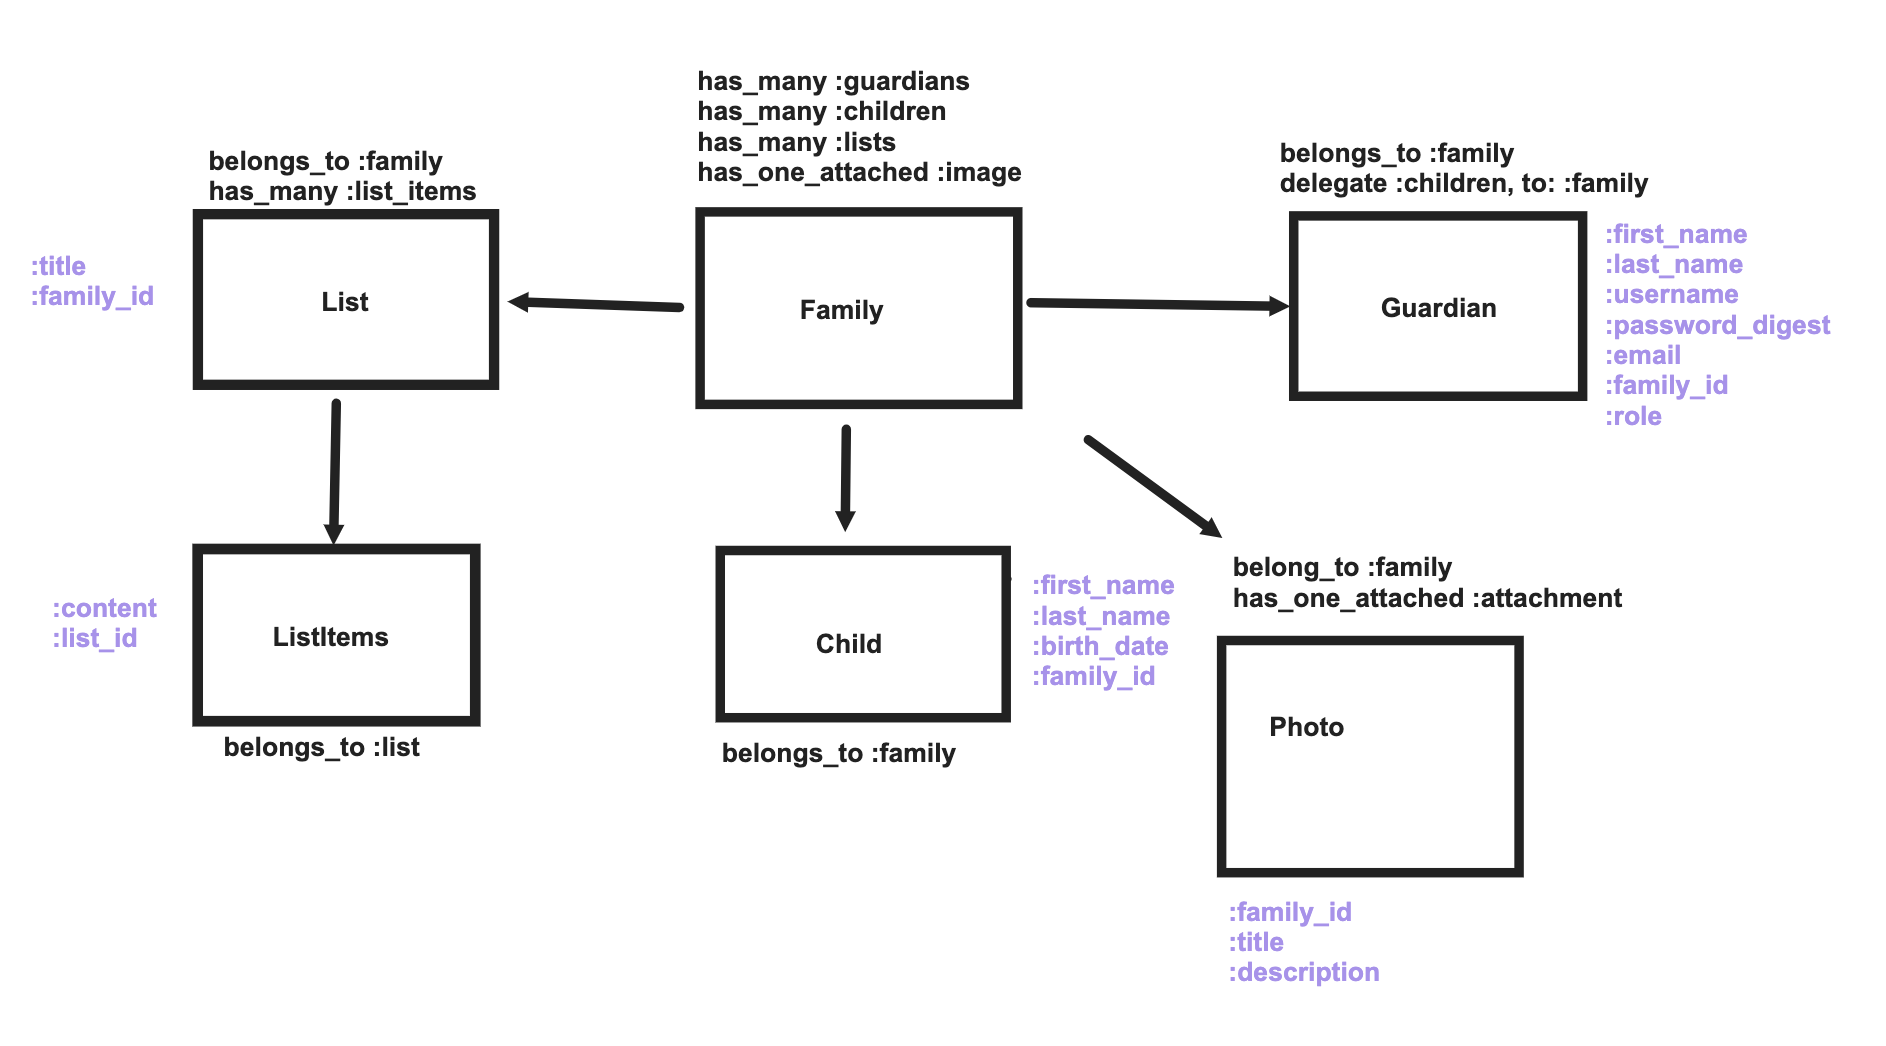 has_many :guardians
has_many :children
has_many :lists
has_one_attached :image
Family
belongs_to :family
has_many :list_items
List
:title
:family_id
belongs_to :family
delegate :children, to: :family
Guardian
:first_name
:last_name
:username
:password_digest
:email
:family_id
:role
ListItems
:content
:list_id
belongs_to :list
Child
:first_name
:last_name
:birth_date
:family_id
belongs_to :family
belong_to :family
has_one_attached :attachment
Photo
:family_id
:title
:description